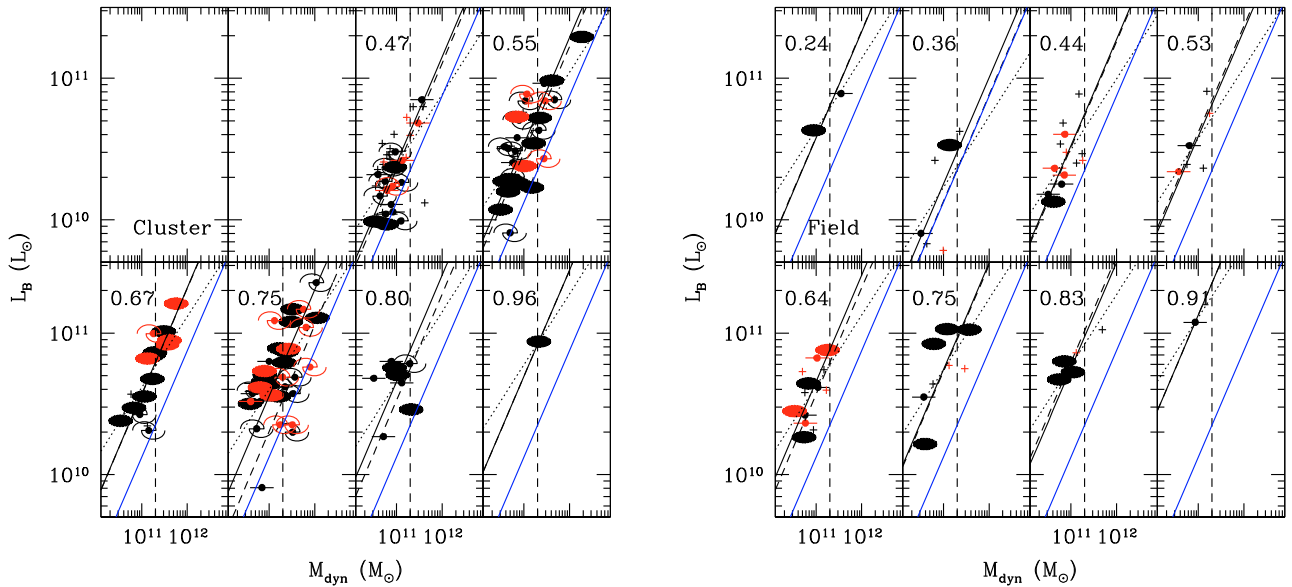 0.47 0.55
10¹¹
10¹⁰
Cluster
L_B (L_⊙)
0.67 0.75 0.80 0.96
10¹¹
10¹⁰
10¹¹ 10¹² 10¹¹ 10¹²
M_dyn (M_⊙)
0.24 0.36 0.44 0.53
10¹¹
10¹⁰
Field
L_B (L_⊙)
0.64 0.75 0.83 0.91
10¹¹
10¹⁰
10¹¹ 10¹² 10¹¹ 10¹²
M_dyn (M_⊙)